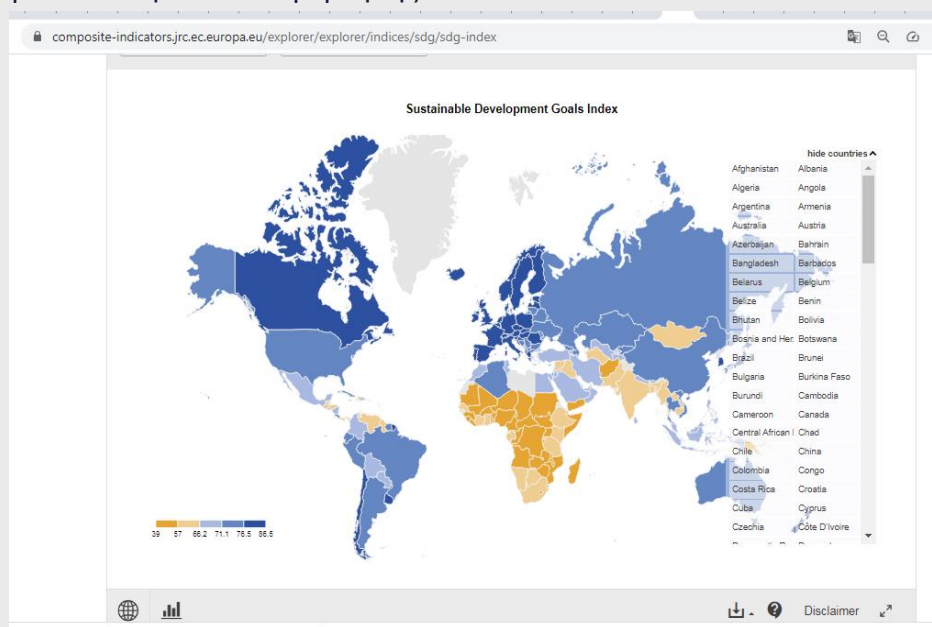 composite-indicators.jrc.ec.europa.eu/explorer/explorer/indices/sdg/sdg-index
Sustainable Development Goals Index
hide countries
Afghanistan Albania
Algeria Angola
Argentina Armenia
Australia Austria
Azerbaijan Bahrain
Bangladesh Barbados
Belarus Belgium
Belize Benin
Bhutan Bolivia
Bosnia and Her. Botswana
Brazil Brunei
Bulgaria Burkina Faso
Burundi Cambodia
Cameroon Canada
Central African Chad
Chile China
Colombia Congo
Costa Rica Croatia
Cuba Cyprus
Czechia Côte D'Ivoire
39 57 66.2 71.1 76.5 86.5
Disclaimer